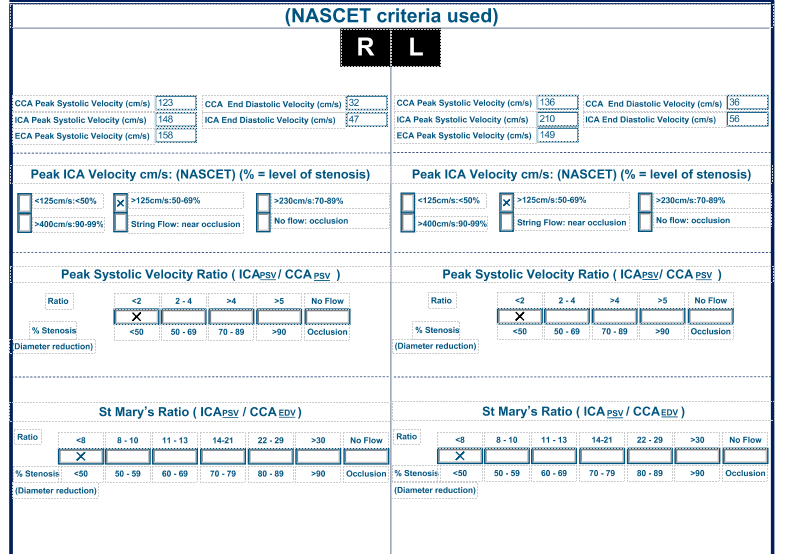 (NASCET criteria used)
R L
CCA Peak Systolic Velocity (cm/s) 123 CCA End Diastolic Velocity (cm/s) 32
ICA Peak Systolic Velocity (cm/s) 148 ICA End Diastolic Velocity (cm/s) 47
ECA Peak Systolic Velocity (cm/s) 158
CCA Peak Systolic Velocity (cm/s) 136 CCA End Diastolic Velocity (cm/s) 36
ICA Peak Systolic Velocity (cm/s) 210 ICA End Diastolic Velocity (cm/s) 56
ECA Peak Systolic Velocity (cm/s) 149
Peak ICA Velocity cm/s: (NASCET) (% = level of stenosis)
<125cm/s:<50% X >125cm/s:50-69% >230cm/s:70-89%
>400cm/s:90-99% String Flow: near occlusion No flow: occlusion
Peak ICA Velocity cm/s: (NASCET) (% = level of stenosis)
<125cm/s:<50% X >125cm/s:50-69% >230cm/s:70-89%
>400cm/s:90-99% String Flow: near occlusion No flow: occlusion
Peak Systolic Velocity Ratio ( ICA PSV / CCA PSV )
Ratio <2 2 - 4 >4 >5 No Flow
X
% Stenosis <50 50 - 69 70 - 89 >90 Occlusion
(Diameter reduction)
Peak Systolic Velocity Ratio ( ICA PSV / CCA PSV )
Ratio <2 2 - 4 >4 >5 No Flow
X
% Stenosis <50 50 - 69 70 - 89 >90 Occlusion
(Diameter reduction)
St Mary's Ratio ( ICA PSV / CCA EDV )
Ratio <8 8 - 10 11 - 13 14-21 22 - 29 >30 No Flow
X
% Stenosis <50 50 - 59 60 - 69 70 - 79 80 - 89 >90 Occlusion
(Diameter reduction)
St Mary's Ratio ( ICA PSV / CCA EDV )
Ratio <8 8 - 10 11 - 13 14-21 22 - 29 >30 No Flow
X
% Stenosis <50 50 - 59 60 - 69 70 - 79 80 - 89 >90 Occlusion
(Diameter reduction)